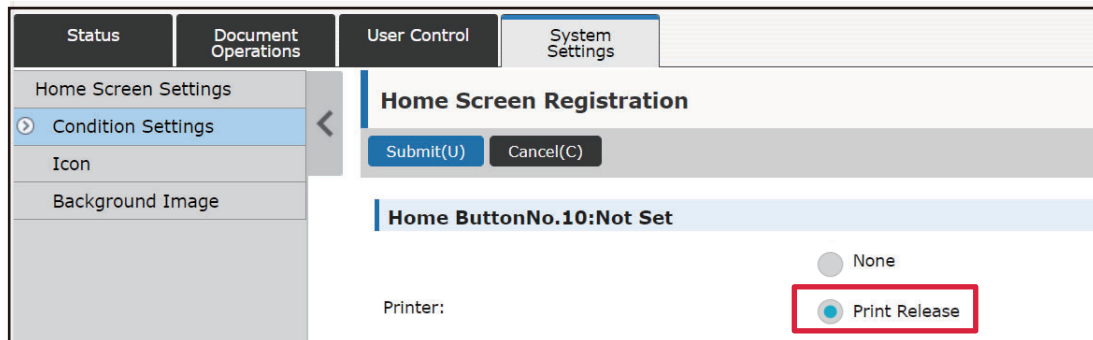 Status
Document
Operations
User Control
System
Settings
Home Screen Settings
Condition Settings
Icon
Background Image
Home Screen Registration
Submit(U) Cancel(C)
Home ButtonNo.10:Not Set
None
Printer:
Print Release